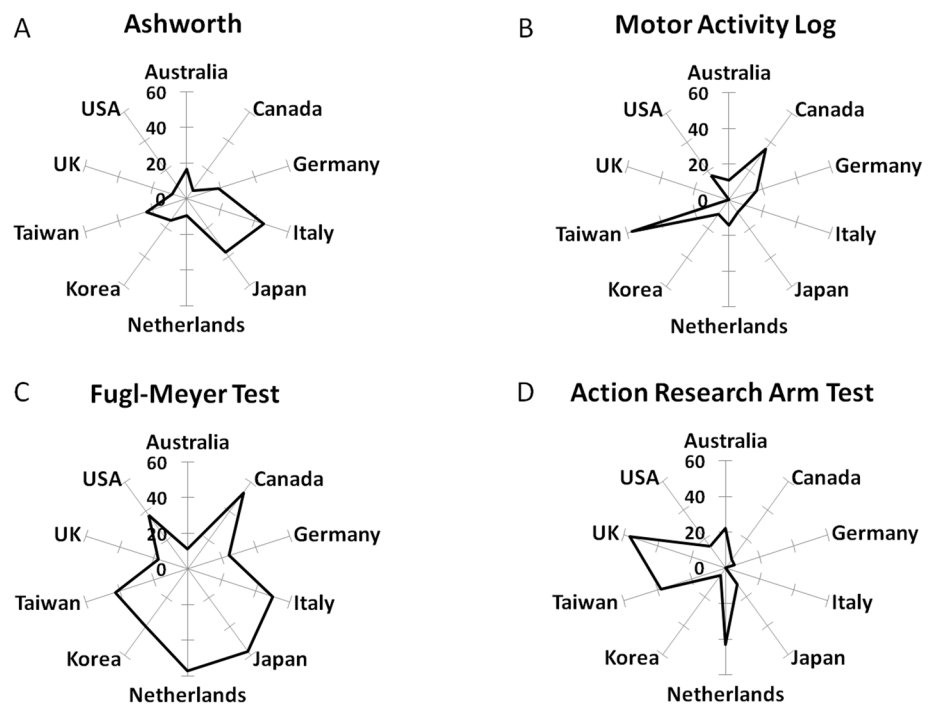 A
Ashworth
Australia
60
USA
Canada
40
UK
20
Germany
0
Taiwan
Italy
Korea
Japan
Netherlands
B
Motor Activity Log
Australia
60
USA
Canada
40
UK
20
Germany
0
Taiwan
Italy
Korea
Japan
Netherlands
C
Fugl-Meyer Test
Australia
60
USA
Canada
40
UK
20
Germany
0
Taiwan
Italy
Korea
Japan
Netherlands
D
Action Research Arm Test
Australia
60
USA
Canada
40
UK
20
Germany
0
Taiwan
Italy
Korea
Japan
Netherlands